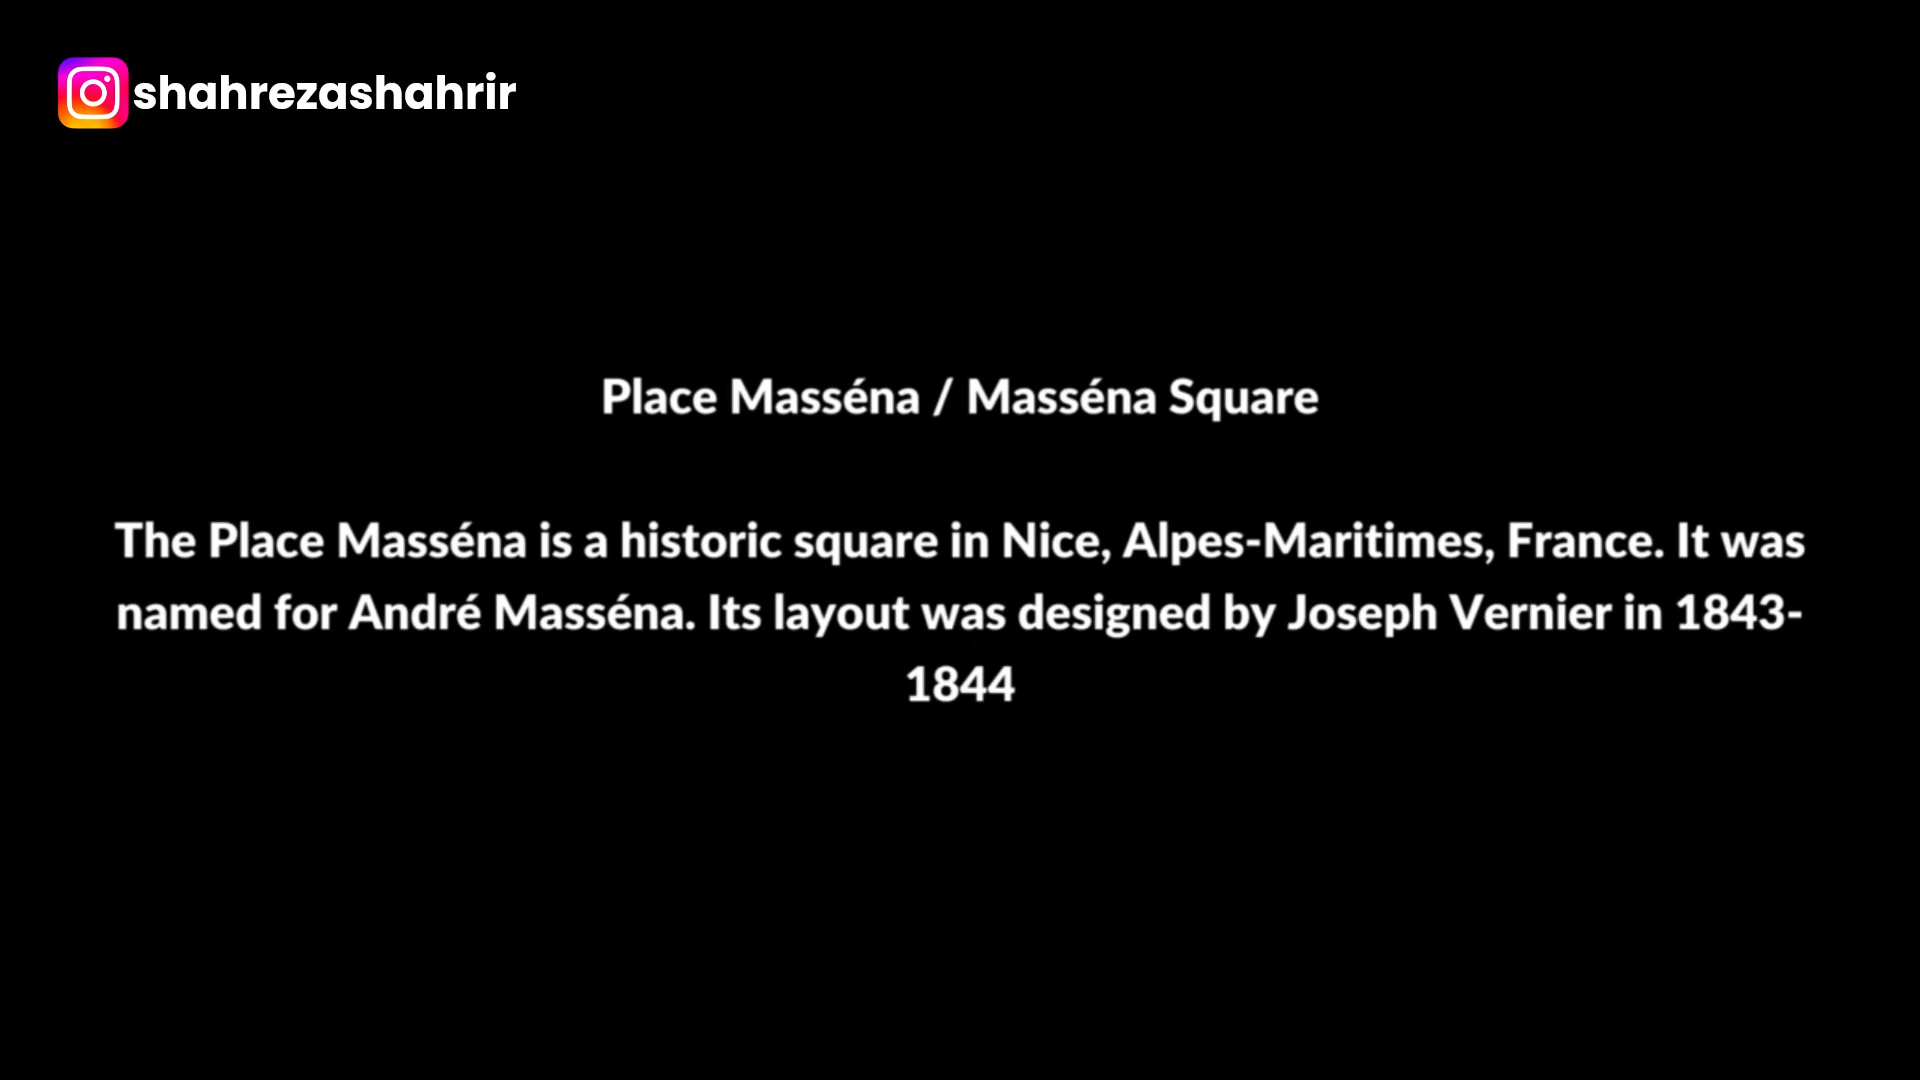 shahrezashahrir
Place Masséna / Masséna Square
The Place Masséna is a historic square in Nice, Alpes-Maritimes, France. It was
named for André Masséna. Its layout was designed by Joseph Vernier in 1843-
1844